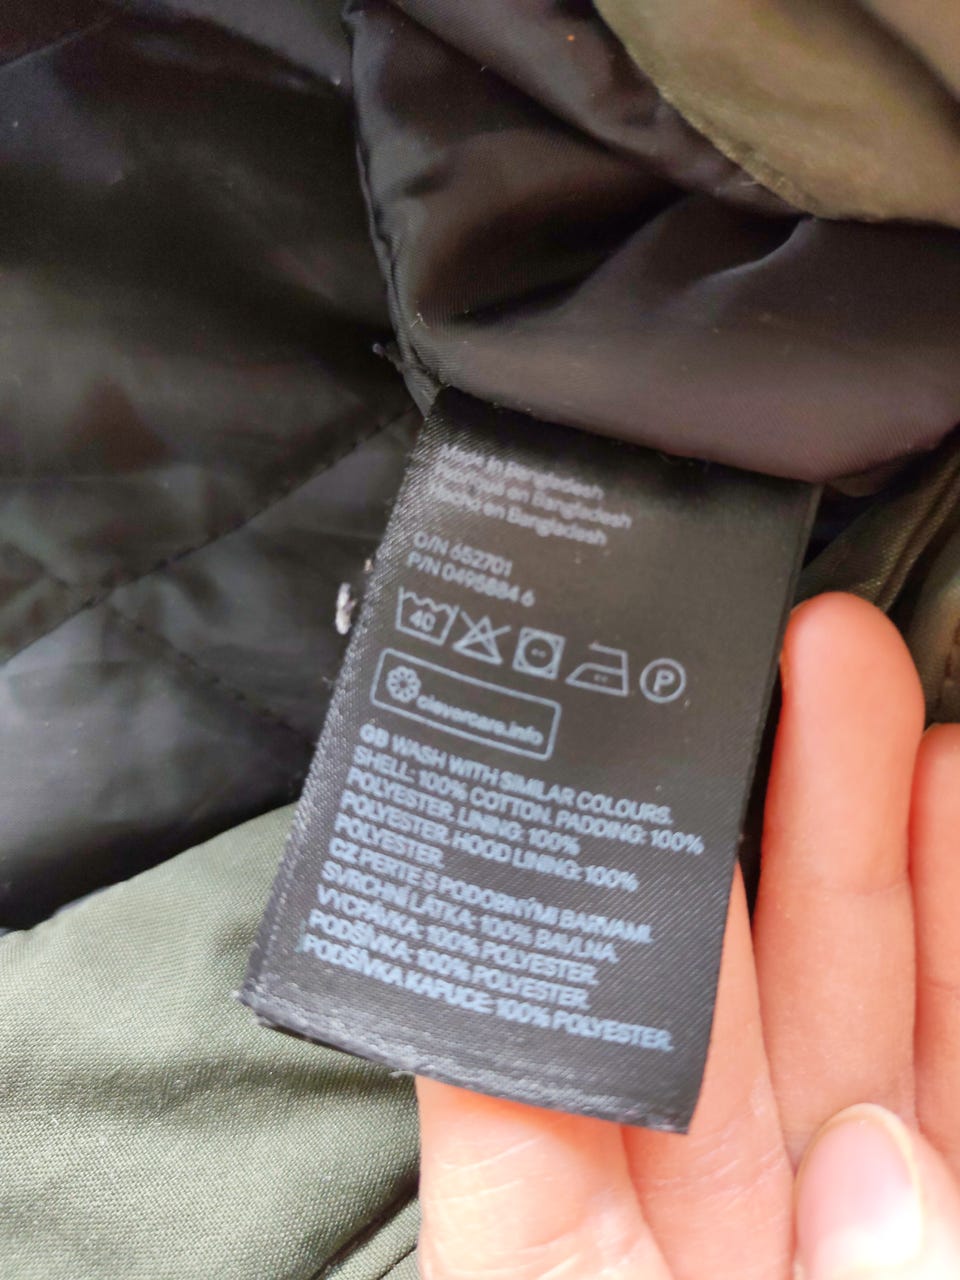 Made in Bangladesh
Fabriqué en Bangladesh
Hecho en Bangladesh
O/N 652701
P/N 0495884 6
40
P
clevercare.info
GB WASH WITH SIMILAR COLOURS.
SHELL: 100% COTTON. PADDING: 100%
POLYESTER. LINING: 100%
POLYESTER. HOOD LINING: 100%
POLYESTER.
CZ PERTE S PODOBNÝMI BARVAMI.
SVRCHNÍ LÁTKA: 100% BAVLNA
VYCPÁVKA: 100% POLYESTER.
PODŠÍVKA: 100% POLYESTER.
PODŠÍVKA KAPUCE: 100% POLYESTER.